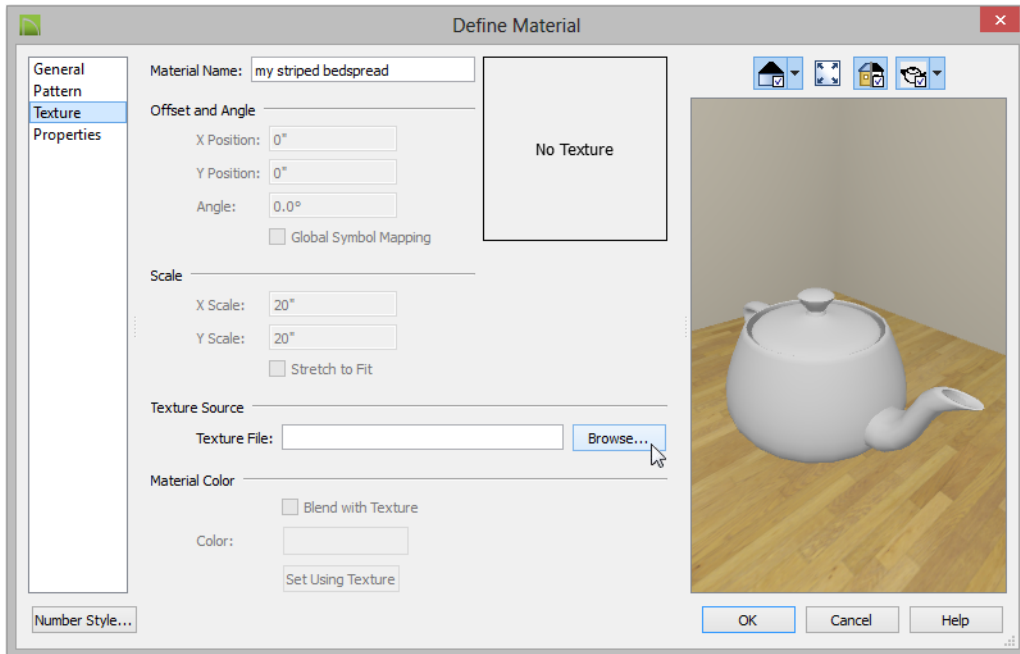 Define Material
General
Pattern
Texture
Properties
Material Name: my striped bedspread
Offset and Angle
X Position: 0"
Y Position: 0"
Angle: 0.0°
Global Symbol Mapping
No Texture
Scale
X Scale: 20"
Y Scale: 20"
Stretch to Fit
Texture Source
Texture File:
Browse...
Material Color
Blend with Texture
Color:
Set Using Texture
Number Style...
OK
Cancel
Help